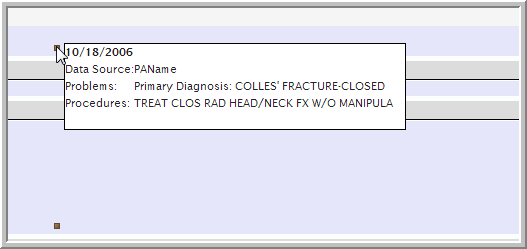 10/18/2006
Data Source:PAName
Problems: Primary Diagnosis: COLLES' FRACTURE-CLOSED
Procedures: TREAT CLOS RAD HEAD/NECK FX W/O MANIPULA